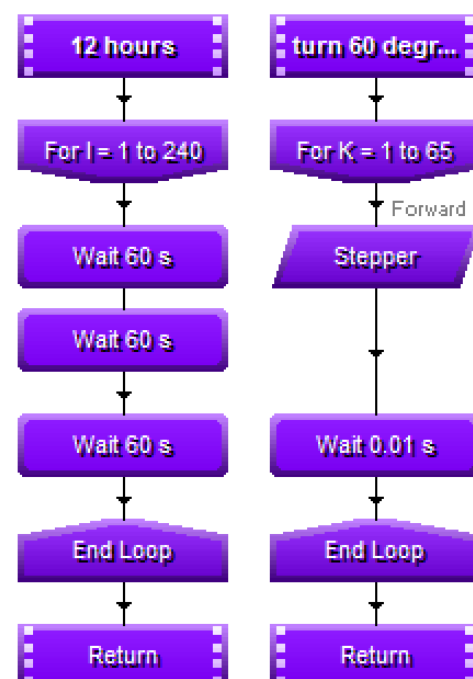 12 hours
For I = 1 to 240
Wait 60 s
Wait 60 s
Wait 60 s
End Loop
Return
turn 60 degr...
For K = 1 to 65
Forward
Stepper
Wait 0.01 s
End Loop
Return